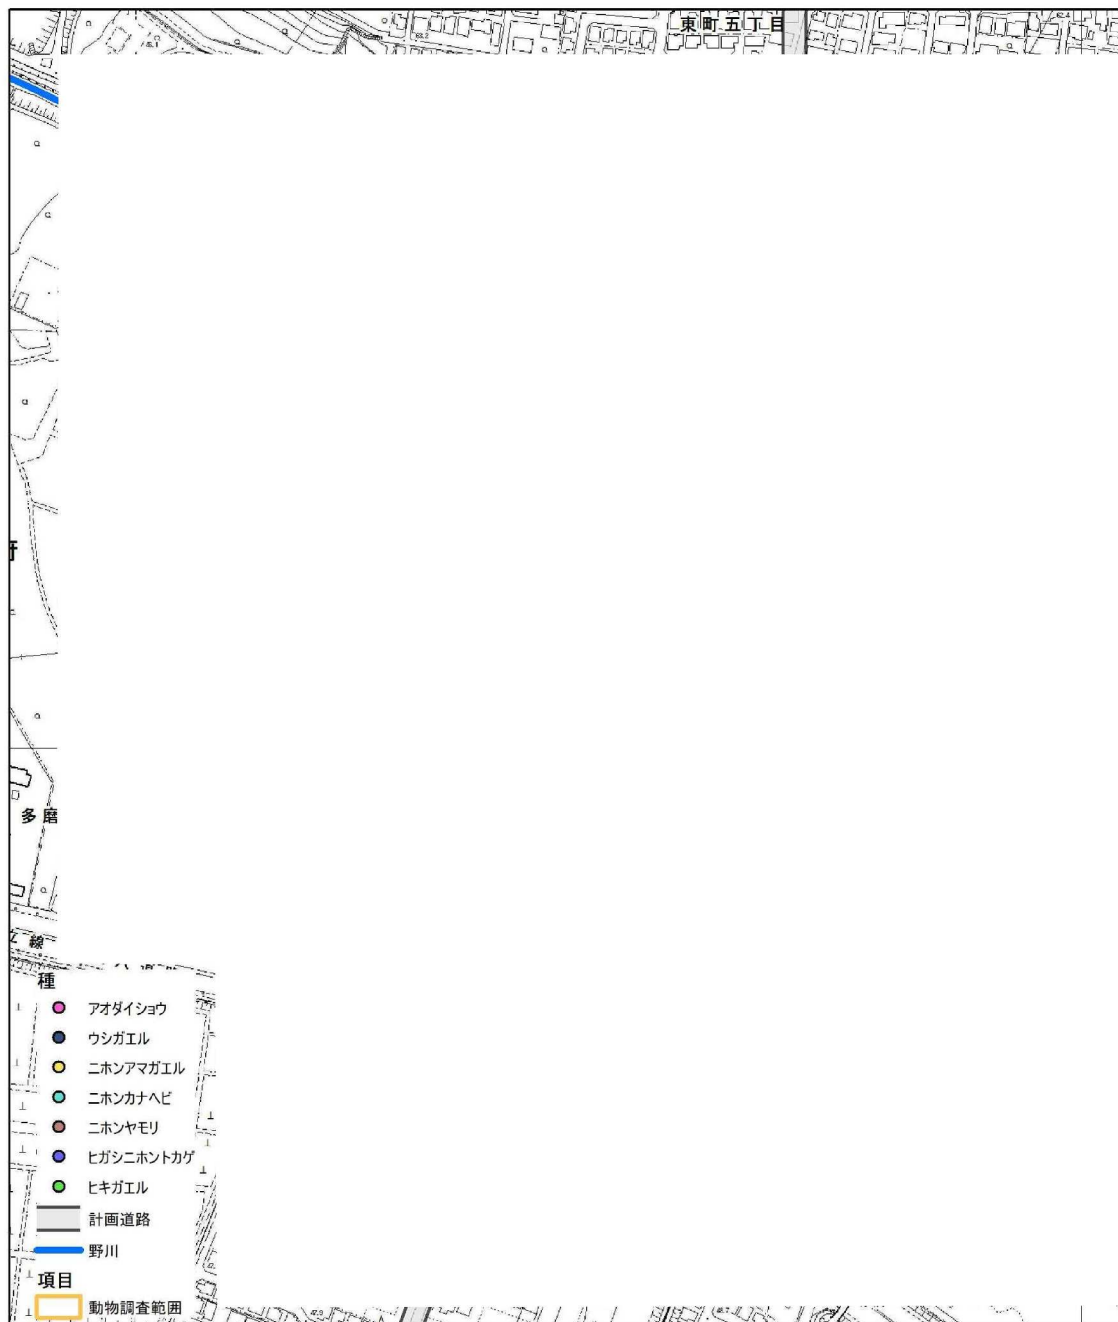 東町五丁目
多磨
線
種
アオダイショウ
ウシガエル
ニホンアマガエル
ニホンカナヘビ
ニホンヤモリ
ヒガシニホントカゲ
ヒキガエル
計画道路
野川
項目
動物調査範囲